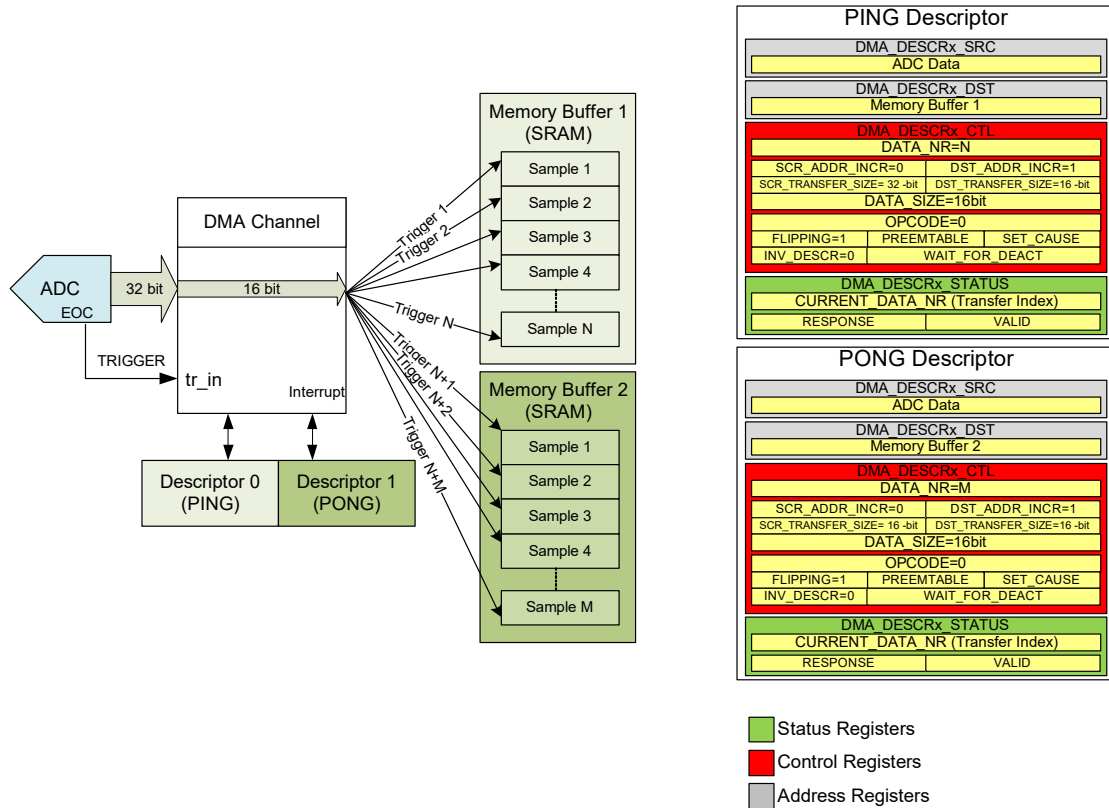 ADC
EOC
32 bit
TRIGGER
DMA Channel
16 bit
tr_in
Interrupt
Descriptor 0
(PING)
Descriptor 1
(PONG)
Trigger 1
Trigger 2
Trigger N
Trigger N+1
Trigger N+2
Trigger N+M
Memory Buffer 1
(SRAM)
Sample 1
Sample 2
Sample 3
Sample 4
Sample N
Memory Buffer 2
(SRAM)
Sample 1
Sample 2
Sample 3
Sample 4
Sample M
PING Descriptor
DMA_DESCRx_SRC
ADC Data
DMA_DESCRx_DST
Memory Buffer 1
DMA_DESCRx_CTL
DATA_NR=N
SCR_ADDR_INCR=0 DST_ADDR_INCR=1
SCR_TRANSFER_SIZE= 32 -bit DST_TRANSFER_SIZE=16 -bit
DATA_SIZE=16bit
OPCODE=0
FLIPPING=1 PREEMTABLE SET_CAUSE
INV_DESCR=0 WAIT_FOR_DEACT
DMA_DESCRx_STATUS
CURRENT_DATA_NR (Transfer Index)
RESPONSE VALID
PONG Descriptor
DMA_DESCRx_SRC
ADC Data
DMA_DESCRx_DST
Memory Buffer 2
DMA_DESCRx_CTL
DATA_NR=M
SCR_ADDR_INCR=0 DST_ADDR_INCR=1
SCR_TRANSFER_SIZE= 16 -bit DST_TRANSFER_SIZE=16 -bit
DATA_SIZE=16bit
OPCODE=0
FLIPPING=1 PREEMTABLE SET_CAUSE
INV_DESCR=0 WAIT_FOR_DEACT
DMA_DESCRx_STATUS
CURRENT_DATA_NR (Transfer Index)
RESPONSE VALID
Status Registers
Control Registers
Address Registers